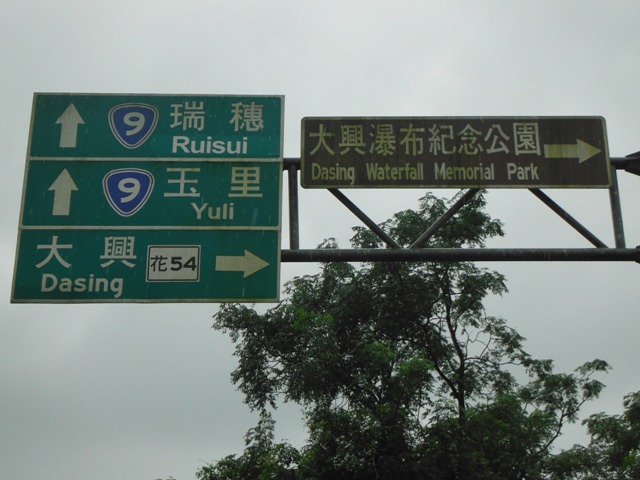 9 瑞穗
Ruisui
9 玉里
Yuli
大興 花54
Dasing
大興瀑布紀念公園
Dasing Waterfall Memorial Park